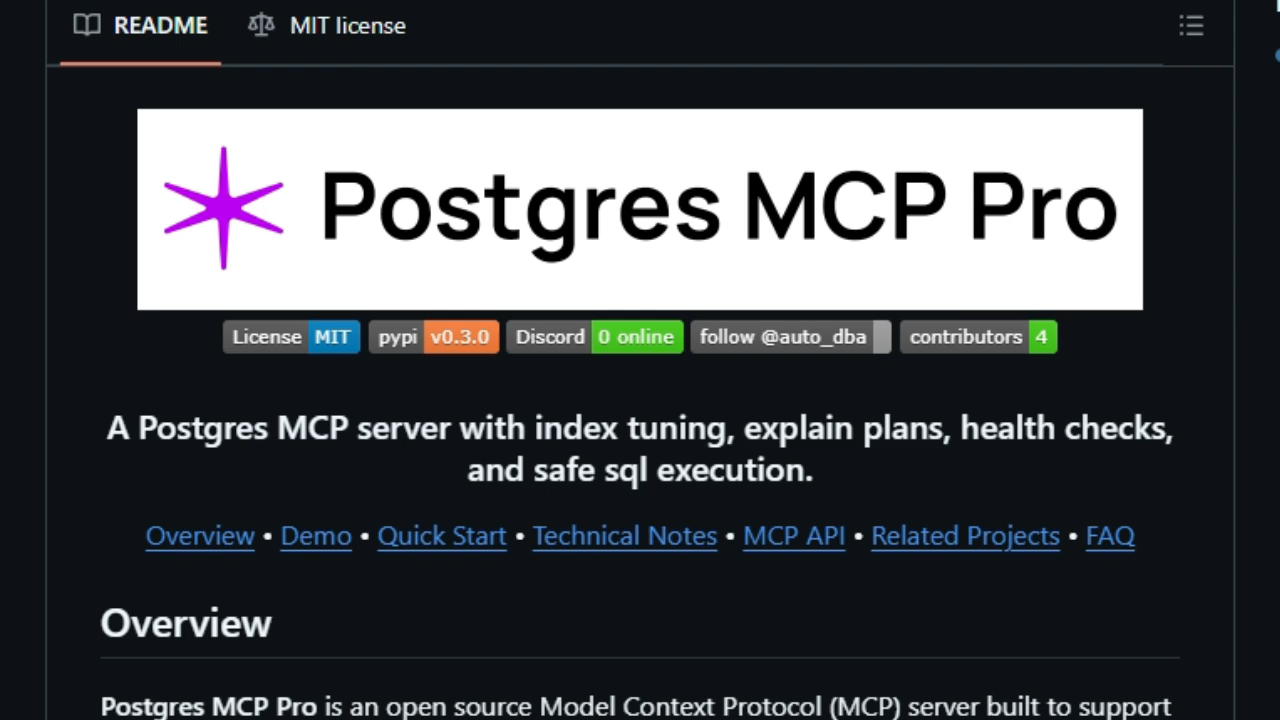 README MIT license
Postgres MCP Pro
License MIT pypi v0.3.0 Discord 0 online follow @auto_dba contributors 4
A Postgres MCP server with index tuning, explain plans, health checks,
and safe sql execution.
Overview • Demo • Quick Start • Technical Notes • MCP API • Related Projects • FAQ
Overview
Postgres MCP Pro is an open source Model Context Protocol (MCP) server built to support